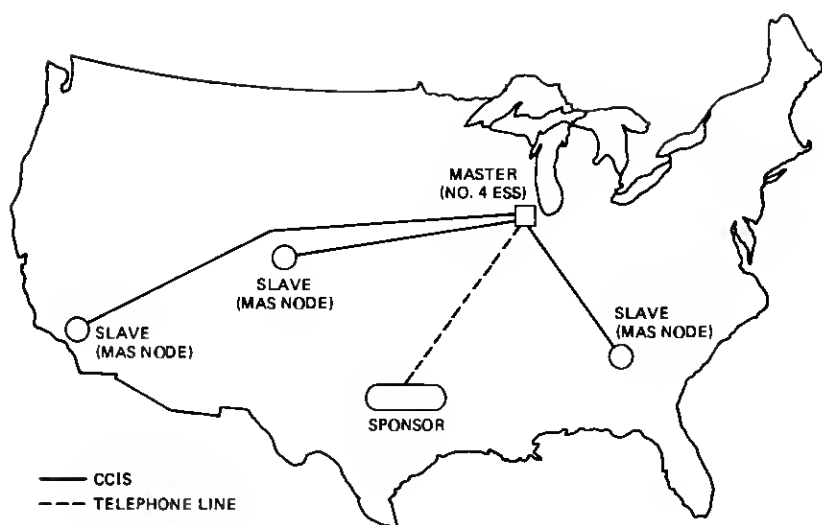 MASTER
(NO. 4 ESS)
SLAVE
(MAS NODE)
SLAVE
(MAS NODE)
SLAVE
(MAS NODE)
SPONSOR
CCIS
TELEPHONE LINE